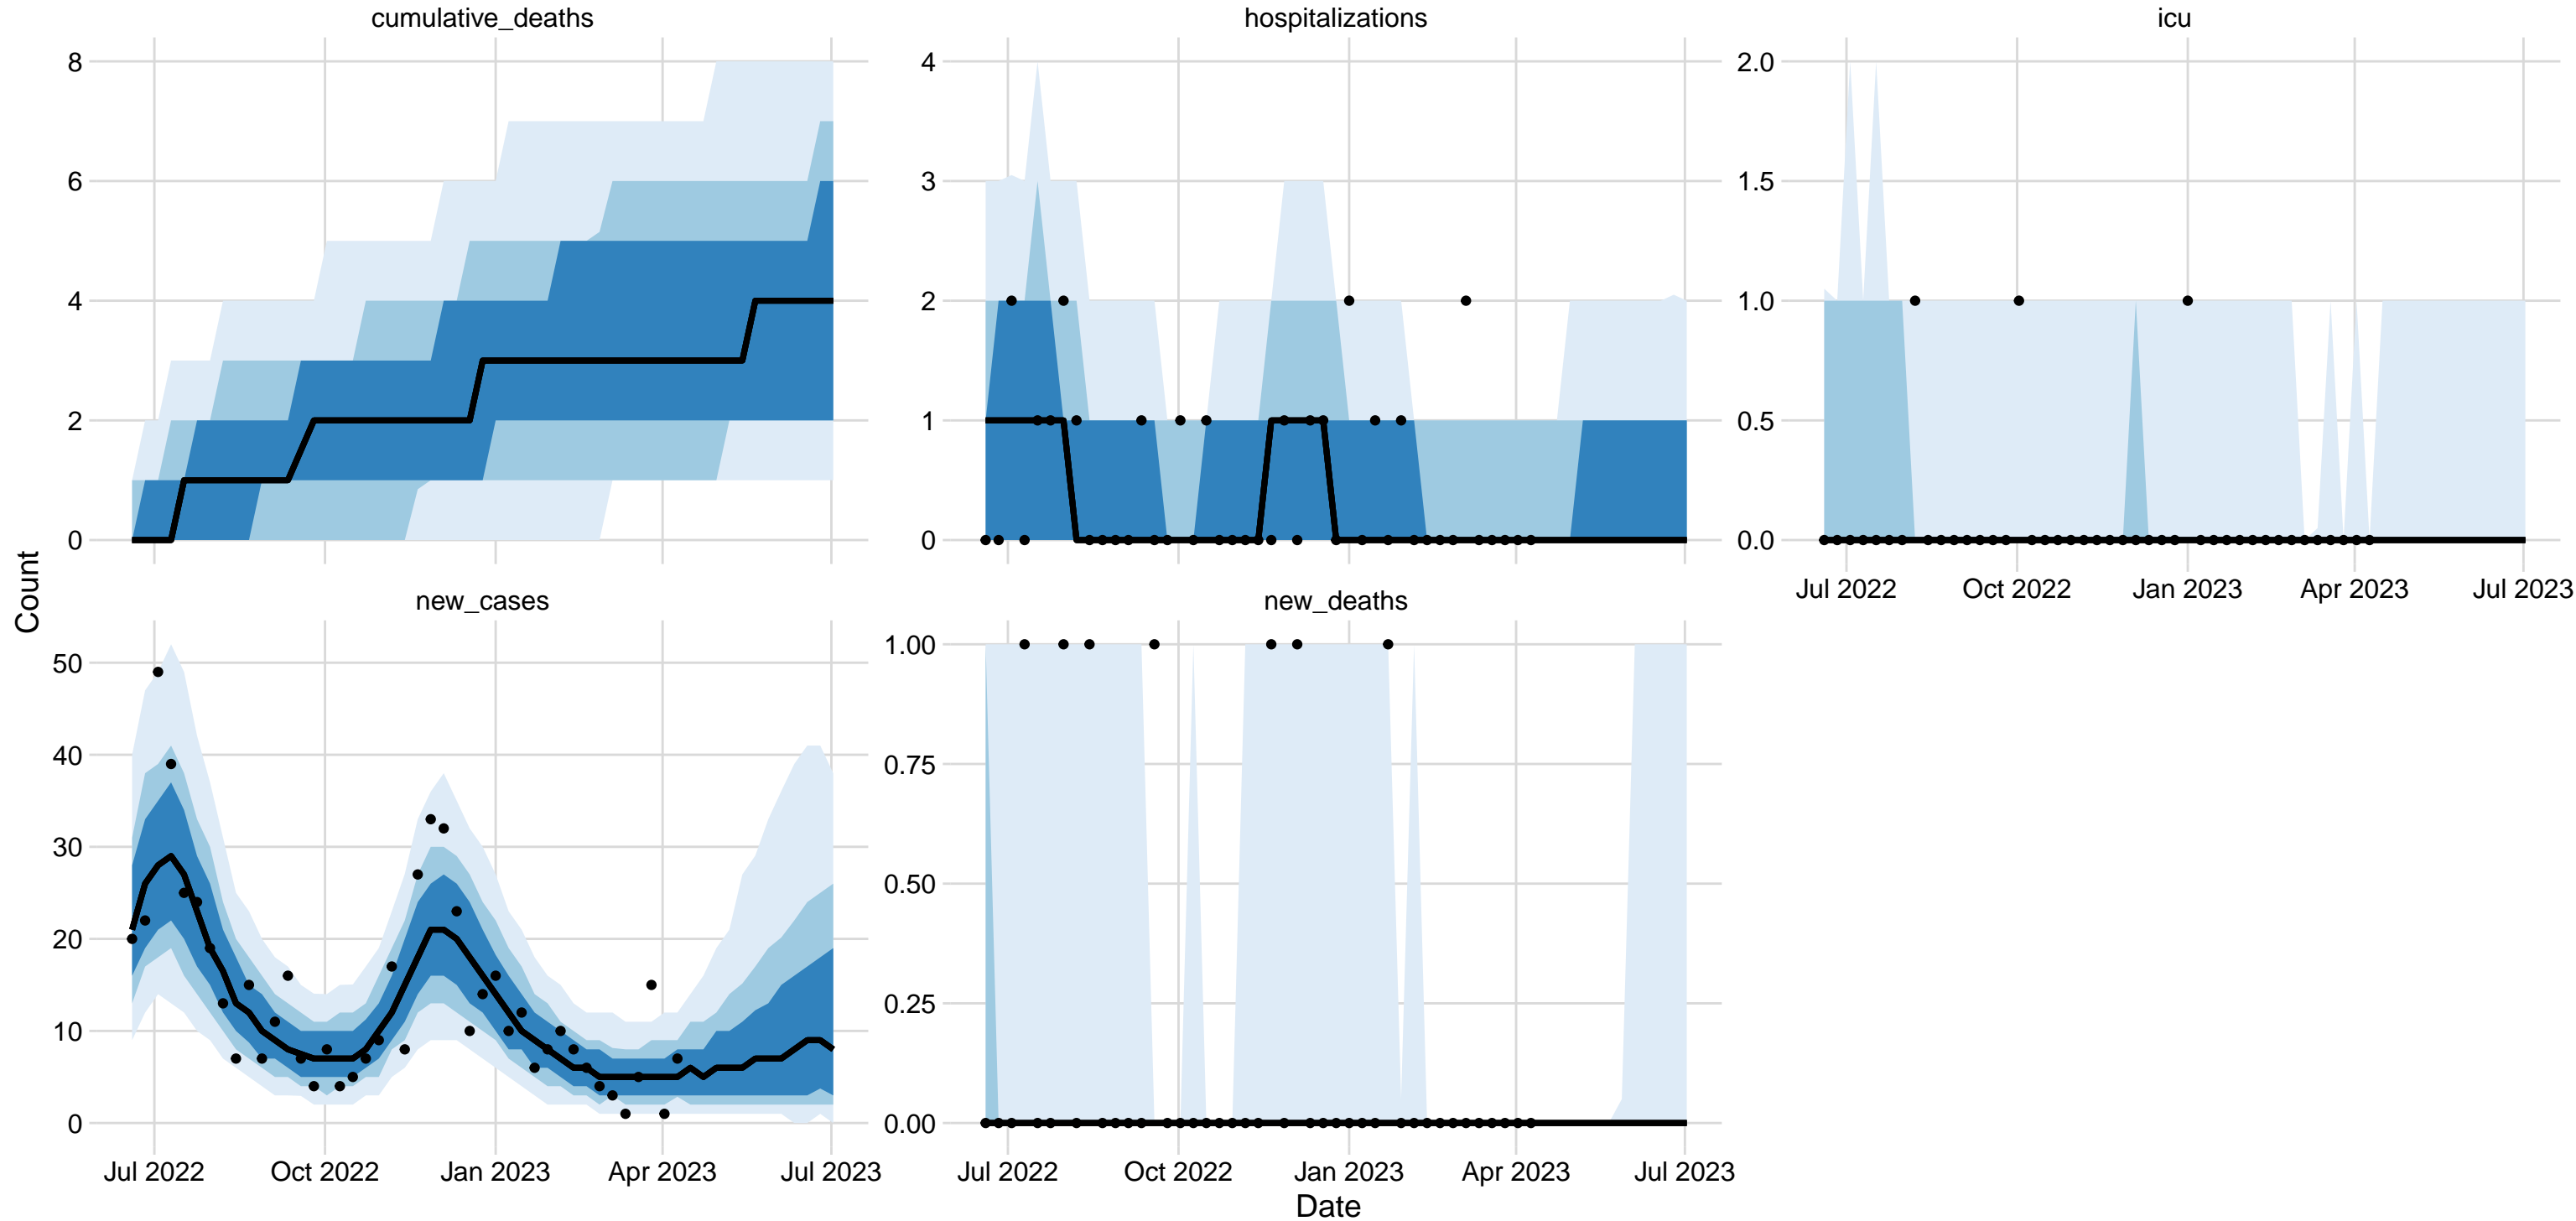 cumulative_deaths
hospitalizations
icu
8
6
4
2
0
4
3
2
1
0
2.0
1.5
1.0
0.5
0.0
Jul 2022
Oct 2022
Jan 2023
Apr 2023
Jul 2023
Count
new_cases
new_deaths
50
40
30
20
10
0
1.00
0.75
0.50
0.25
0.00
Jul 2022
Oct 2022
Jan 2023
Apr 2023
Jul 2023
Jul 2022
Oct 2022
Jan 2023
Apr 2023
Jul 2023
Date